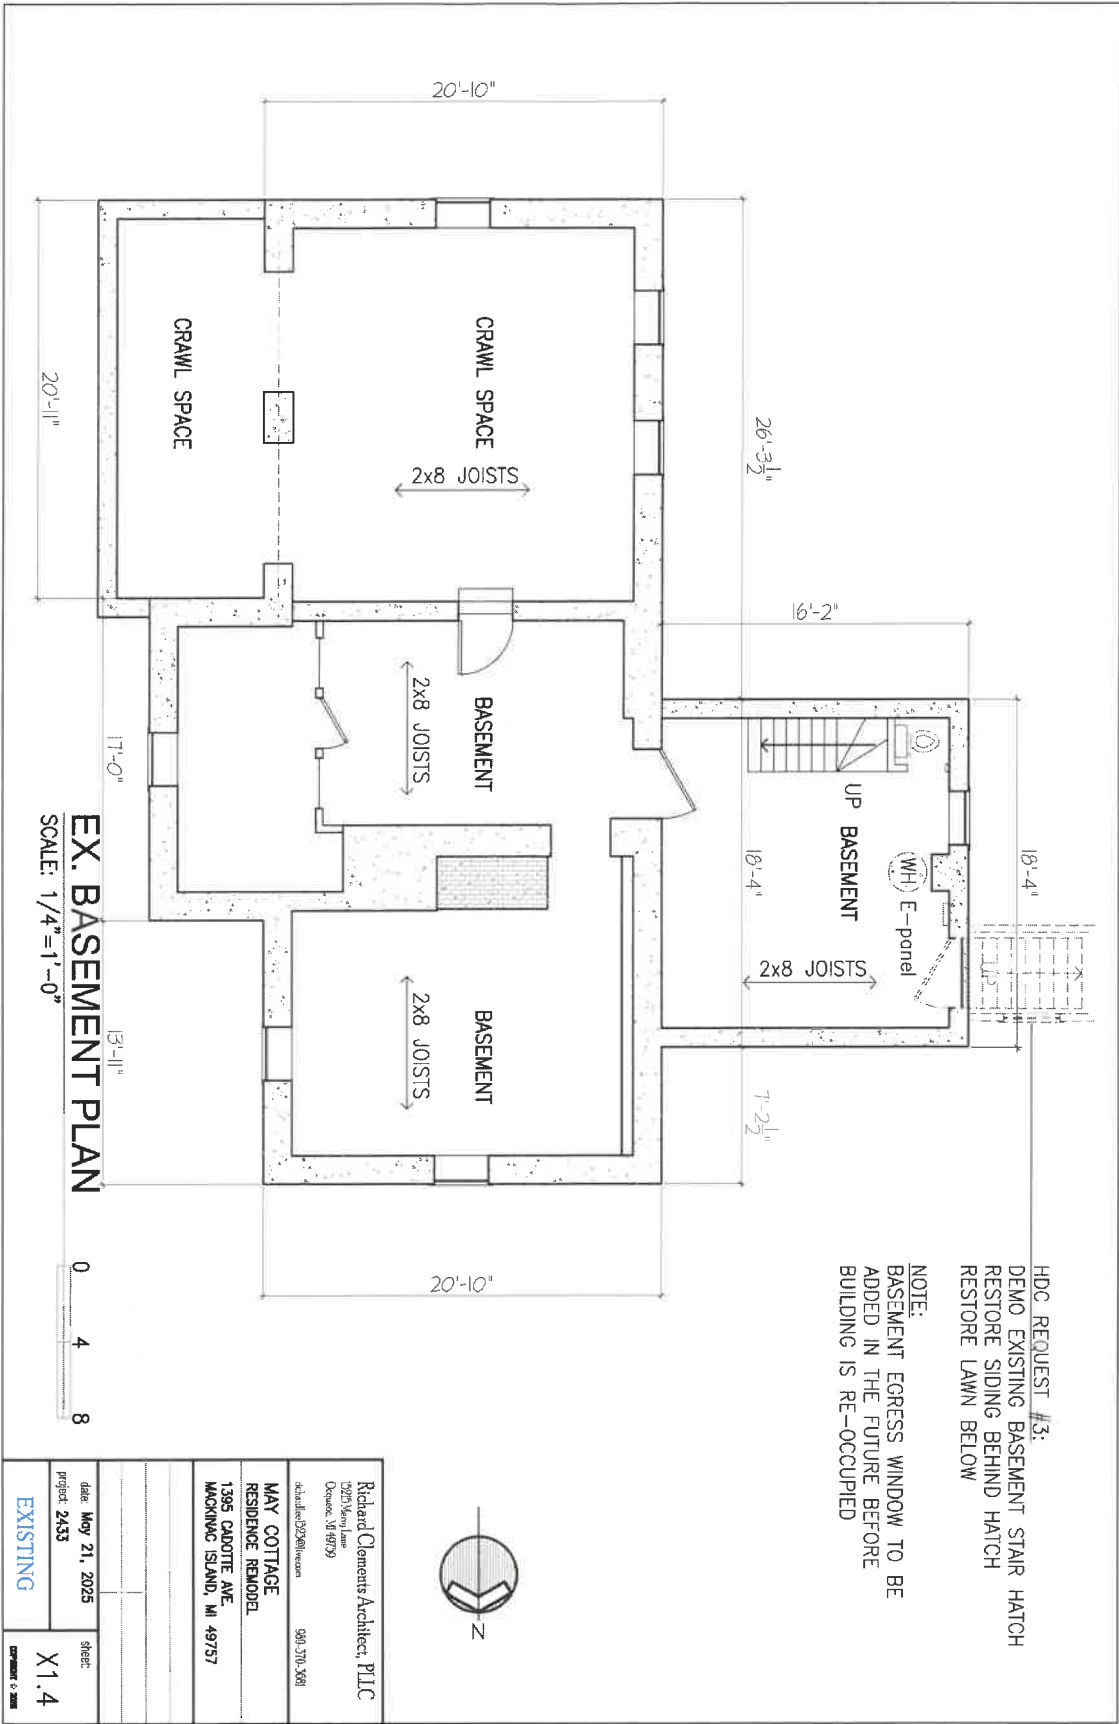 20'-10"
20'-11"
26'-3 1/2"
16'-2"
18'-4"
18'-4"
7'-2 1/2"
17'-0"
13'-11"
20'-10"
CRAWL SPACE
CRAWL SPACE
2x8 JOISTS
BASEMENT
2x8 JOISTS
UP
BASEMENT
WH
E-panel
2x8 JOISTS
UP
BASEMENT
2x8 JOISTS
HDC REQUEST #3:
DEMO EXISTING BASEMENT STAIR HATCH
RESTORE SIDING BEHIND HATCH
RESTORE LAWN BELOW
NOTE:
BASEMENT EGRESS WINDOW TO BE
ADDED IN THE FUTURE BEFORE
BUILDING IS RE-OCCUPIED
EX. BASEMENT PLAN
SCALE: 1/4"=1'-0"
0 4 8
N
Richard Clements Architect, PLLC
Ocqueoc, MI 49759
989-370-3681
MAY COTTAGE
RESIDENCE REMODEL
1395 CADOTTE AVE.
MACKINAC ISLAND, MI 49757
date: May 21, 2025
project: 2433
EXISTING
sheet:
X1.4